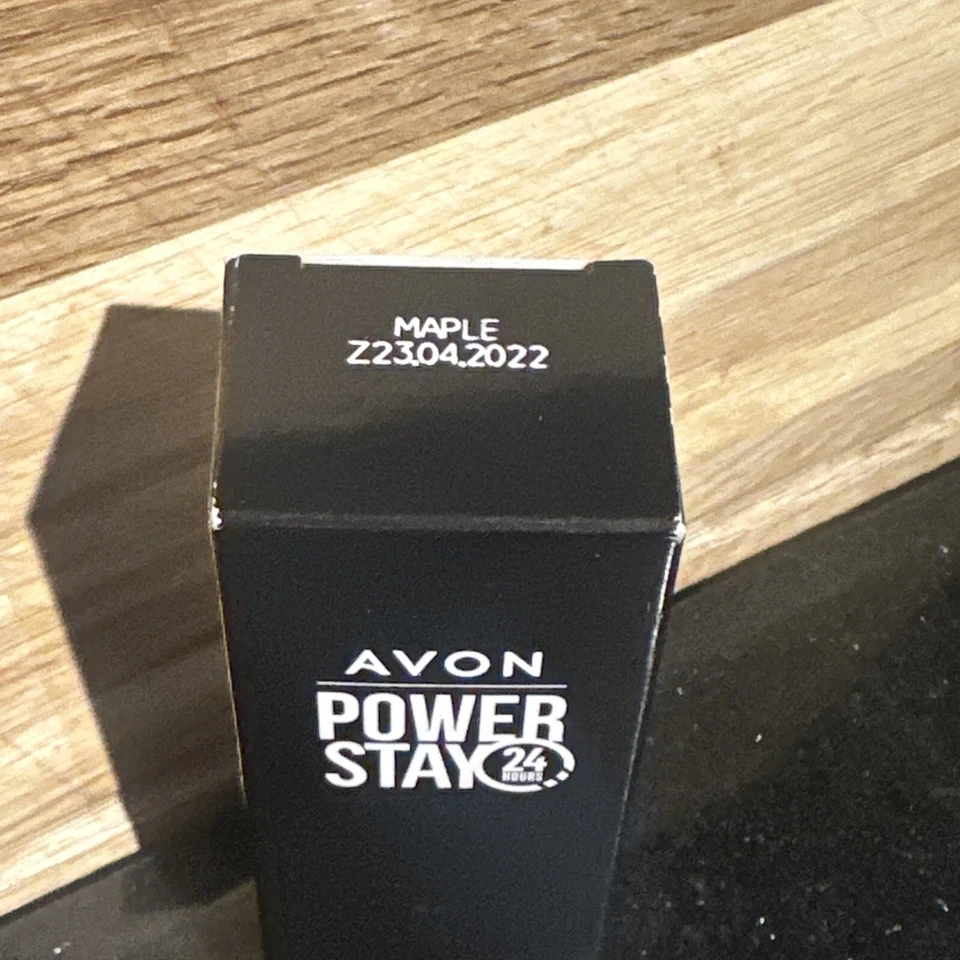 MAPLE
Z23.04.2022
AVON
POWER
STAY 24
HOURS